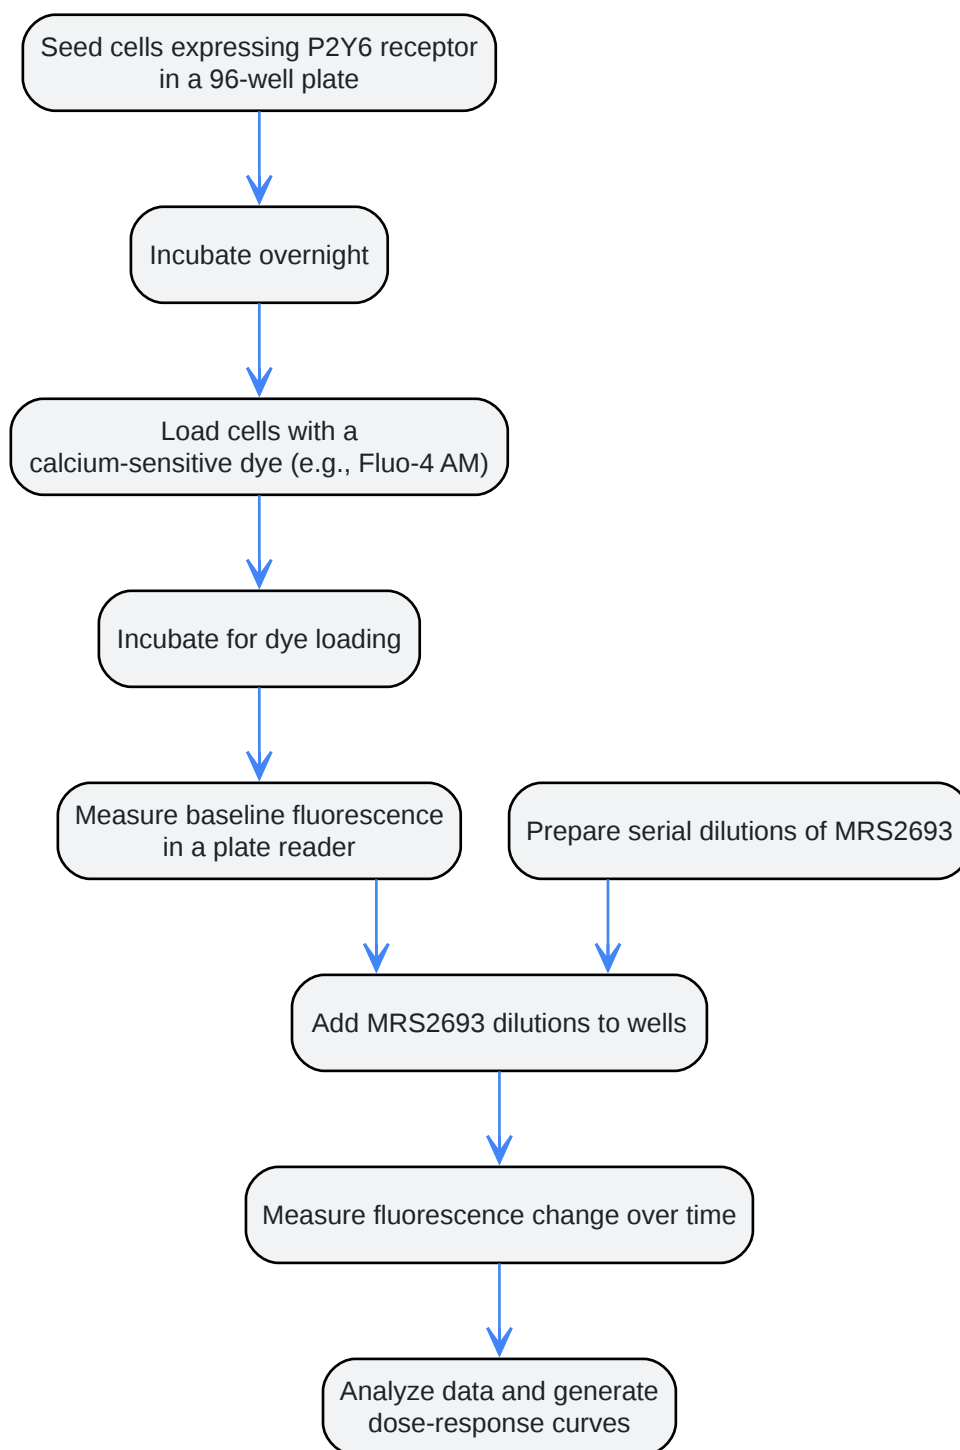 Seed cells expressing P2Y6 receptor
in a 96-well plate
Incubate overnight
Load cells with a
calcium-sensitive dye (e.g., Fluo-4 AM)
Incubate for dye loading
Measure baseline fluorescence
in a plate reader
Prepare serial dilutions of MRS2693
Add MRS2693 dilutions to wells
Measure fluorescence change over time
Analyze data and generate
dose-response curves